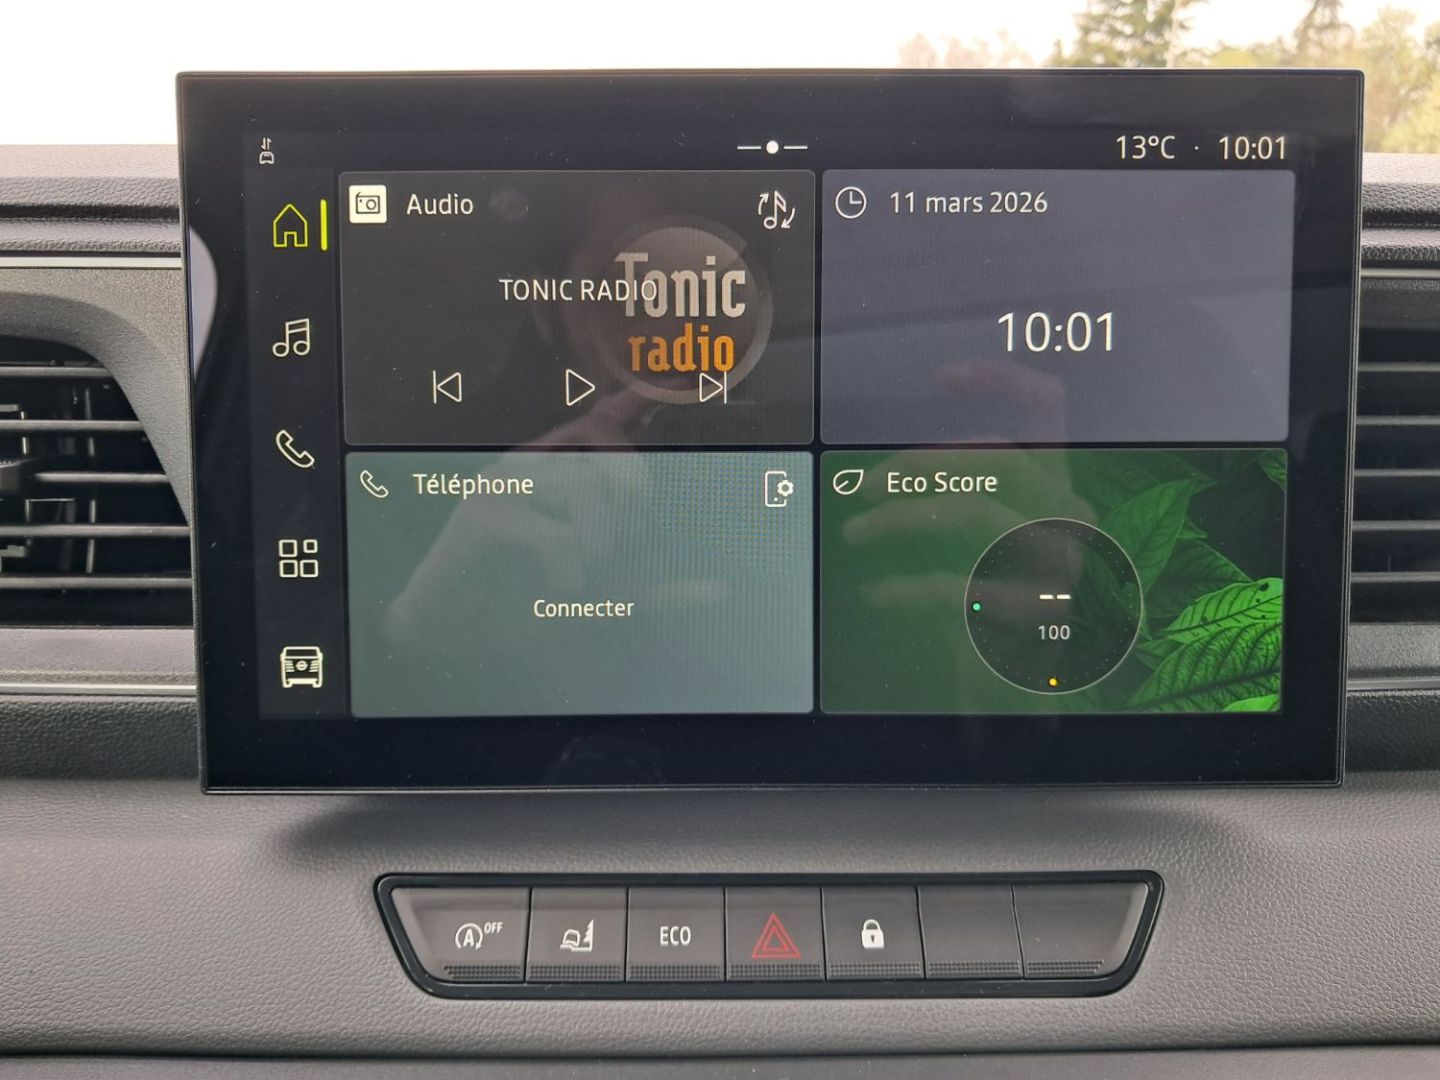 13°C · 10:01
Audio
TONIC RADIO
Tonic
radio
11 mars 2026
10:01
Téléphone
Connecter
Eco Score
--
100
A OFF
ECO